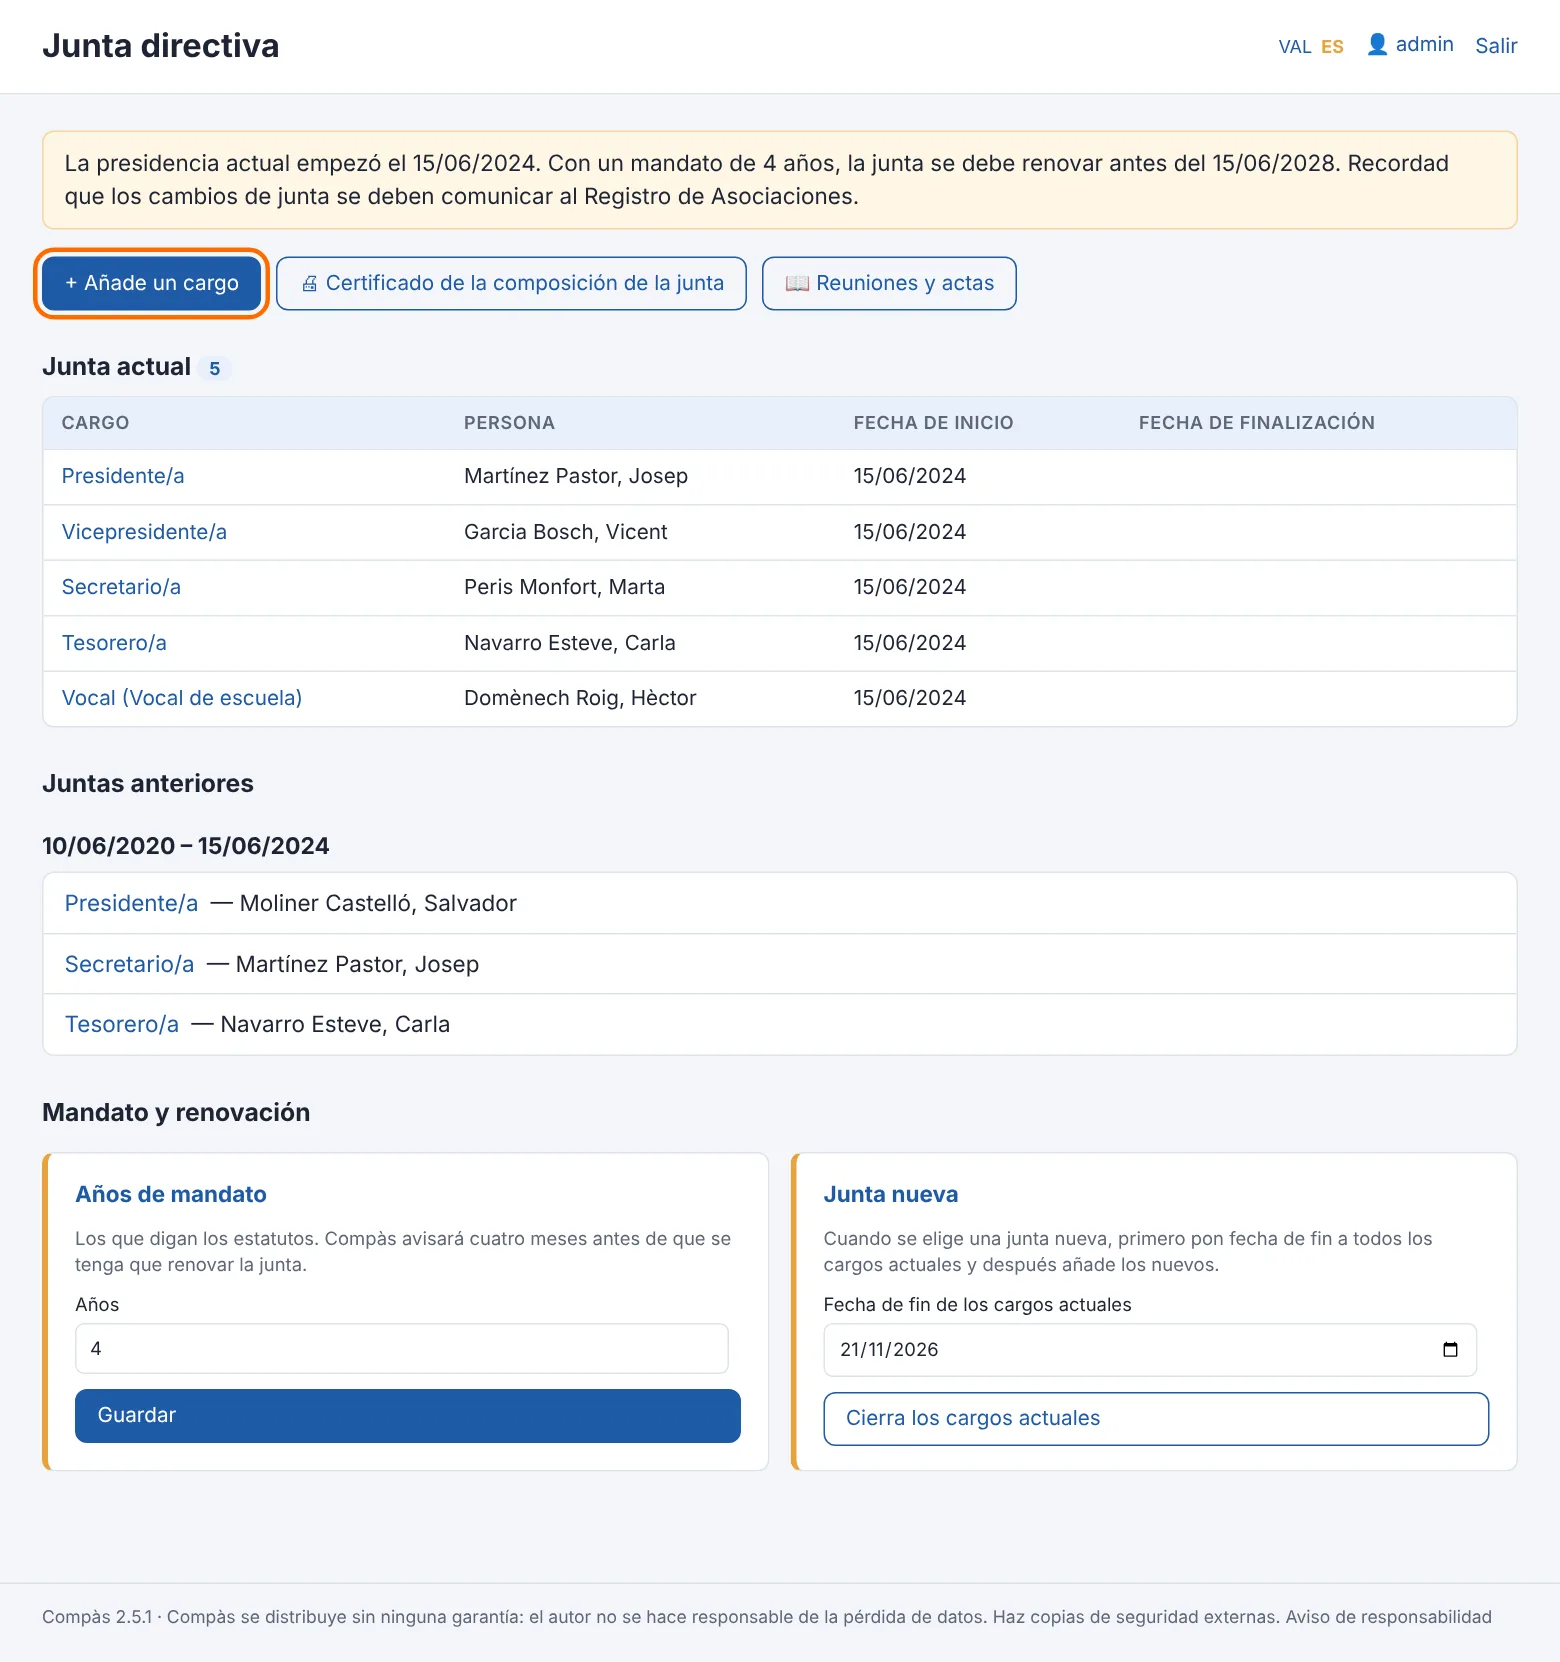 Junta directiva
VAL ES 👤 admin Salir
La presidencia actual empezó el 15/06/2024. Con un mandato de 4 años, la junta se debe renovar antes del 15/06/2028. Recordad
que los cambios de junta se deben comunicar al Registro de Asociaciones.
+ Añade un cargo
🖨 Certificado de la composición de la junta
📖 Reuniones y actas
Junta actual 5
CARGO PERSONA FECHA DE INICIO FECHA DE FINALIZACIÓN
Presidente/a Martínez Pastor, Josep 15/06/2024
Vicepresidente/a Garcia Bosch, Vicent 15/06/2024
Secretario/a Peris Monfort, Marta 15/06/2024
Tesorero/a Navarro Esteve, Carla 15/06/2024
Vocal (Vocal de escuela) Domènech Roig, Hèctor 15/06/2024
Juntas anteriores
10/06/2020 – 15/06/2024
Presidente/a — Moliner Castelló, Salvador
Secretario/a — Martínez Pastor, Josep
Tesorero/a — Navarro Esteve, Carla
Mandato y renovación
Años de mandato
Los que digan los estatutos. Compàs avisará cuatro meses antes de que se
tenga que renovar la junta.
Años
4
Guardar
Junta nueva
Cuando se elige una junta nueva, primero pon fecha de fin a todos los
cargos actuales y después añade los nuevos.
Fecha de fin de los cargos actuales
21/11/2026
Cierra los cargos actuales
Compàs 2.5.1 · Compàs se distribuye sin ninguna garantía: el autor no se hace responsable de la pérdida de datos. Haz copias de seguridad externas. Aviso de responsabilidad